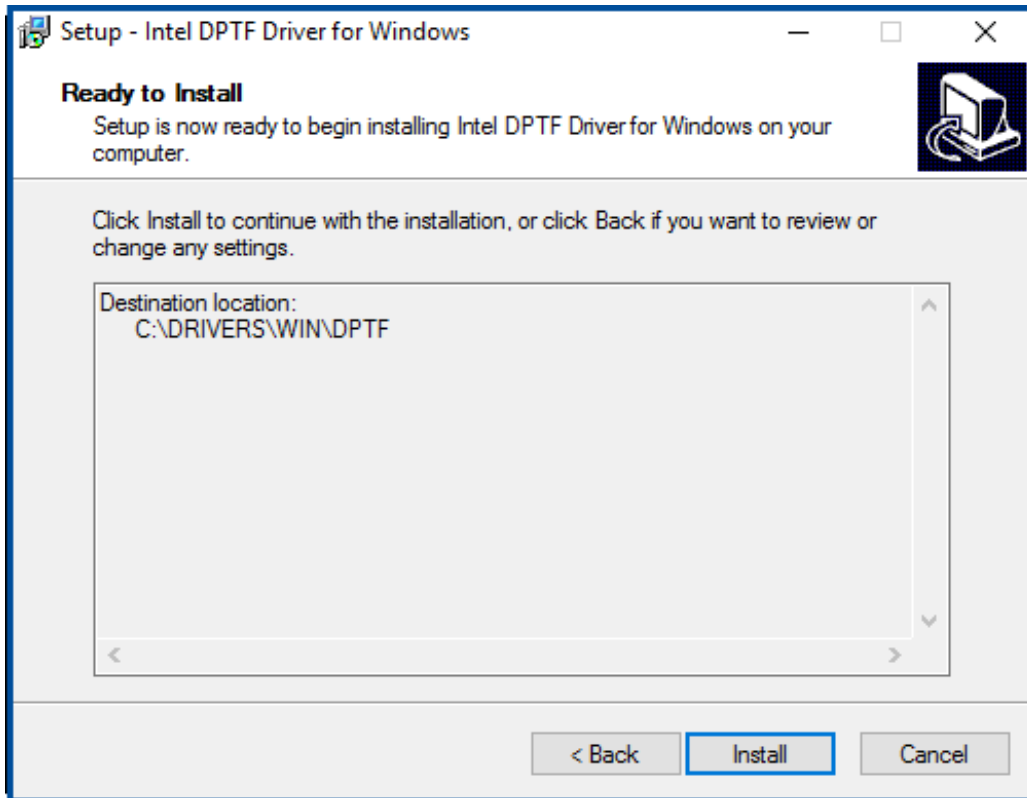 Setup - Intel DPTF Driver for Windows
Ready to Install
Setup is now ready to begin installing Intel DPTF Driver for Windows on your
computer.
Click Install to continue with the installation, or click Back if you want to review or
change any settings.
Destination location:
C:\DRIVERS\WIN\DPTF
< Back Install Cancel